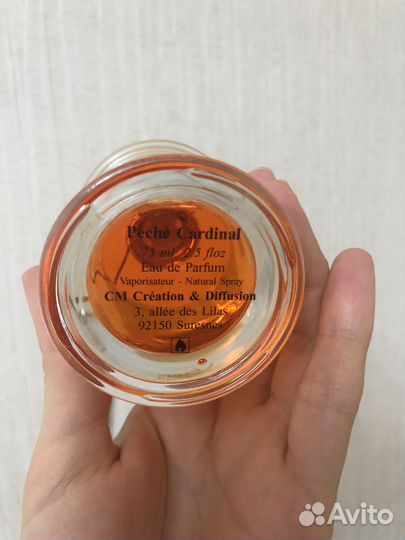 Péché Cardinal
75 ml 2.5 floz
Eau de Parfum
Vaporisateur - Natural Spray
CM Création & Diffusion
3, allée des Lilas
92150 Suresnes
Avito